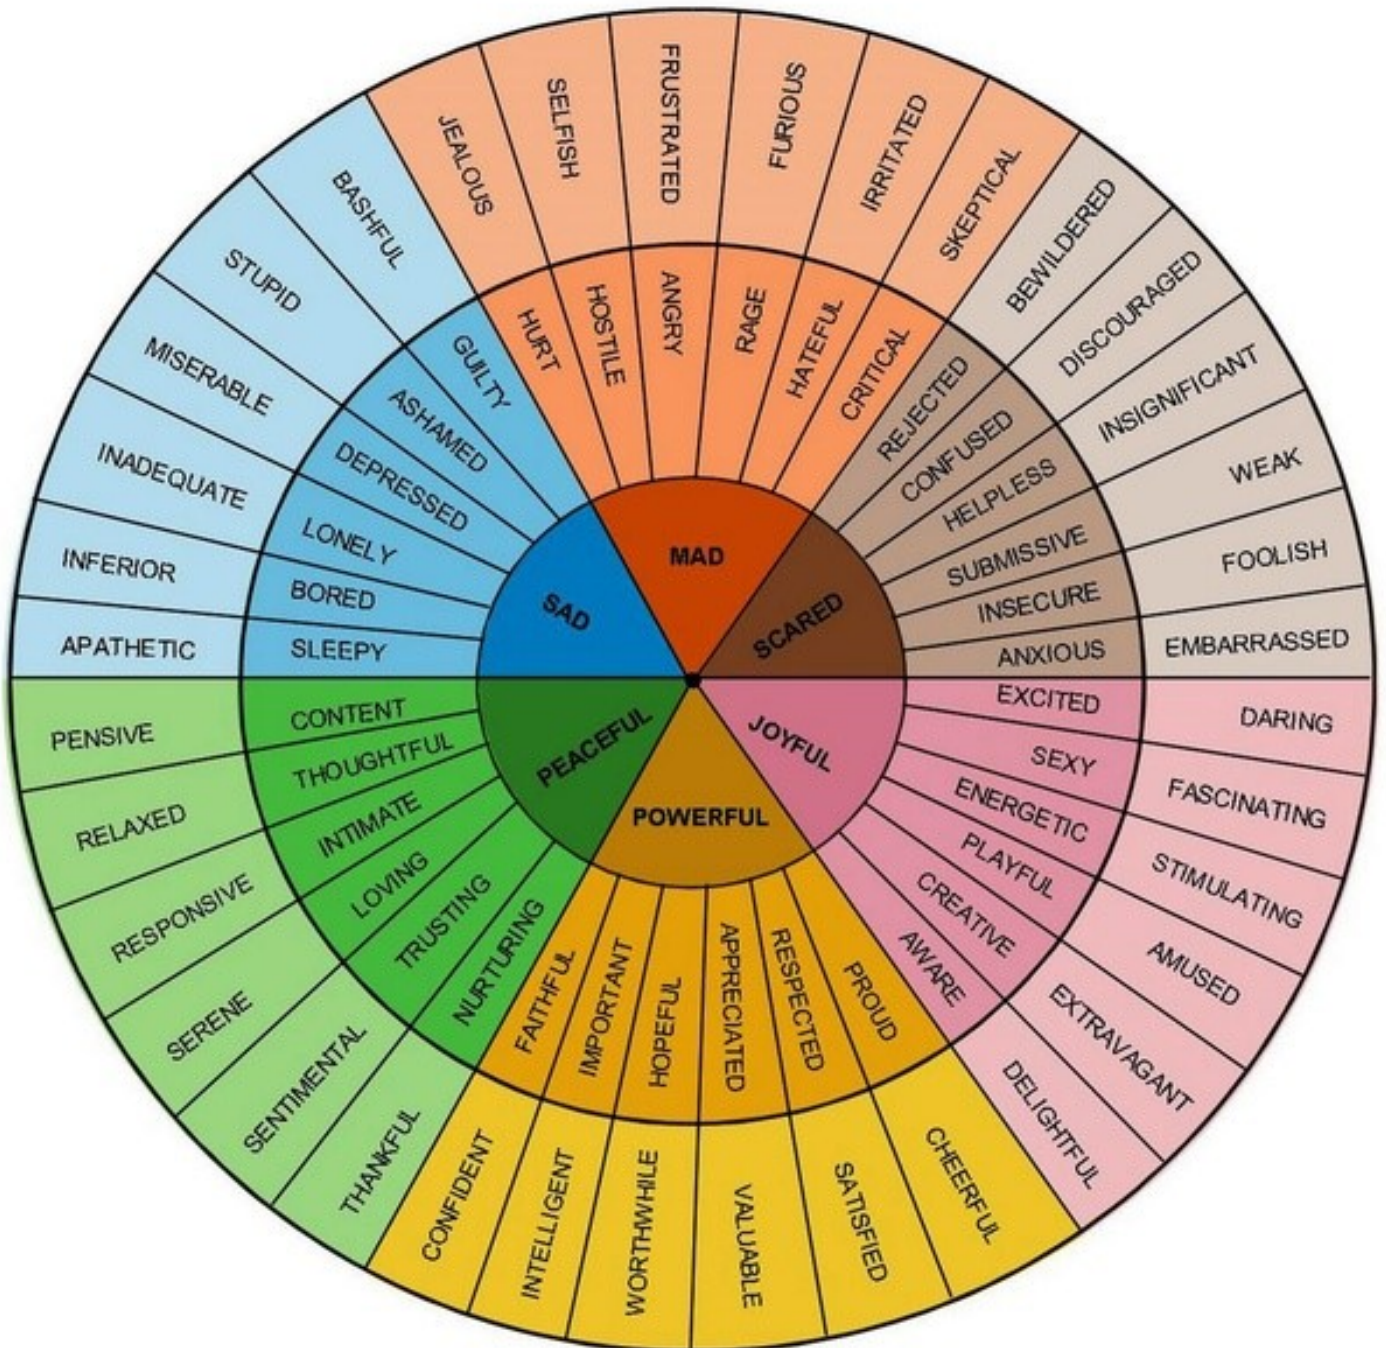 MAD
SCARED
JOYFUL
POWERFUL
PEACEFUL
SAD
HURT
HOSTILE
ANGRY
RAGE
HATEFUL
CRITICAL
REJECTED
CONFUSED
HELPLESS
SUBMISSIVE
INSECURE
ANXIOUS
EXCITED
SEXY
ENERGETIC
PLAYFUL
CREATIVE
AWARE
PROUD
RESPECTED
APPRECIATED
HOPEFUL
IMPORTANT
FAITHFUL
NURTURING
TRUSTING
LOVING
INTIMATE
THOUGHTFUL
CONTENT
SLEEPY
BORED
LONELY
DEPRESSED
ASHAMED
GUILTY
JEALOUS
SELFISH
FRUSTRATED
FURIOUS
IRRITATED
SKEPTICAL
BEWILDERED
DISCOURAGED
INSIGNIFICANT
WEAK
FOOLISH
EMBARRASSED
DARING
FASCINATING
STIMULATING
AMUSED
EXTRAVAGANT
DELIGHTFUL
CHEERFUL
SATISFIED
VALUABLE
WORTHWHILE
INTELLIGENT
CONFIDENT
THANKFUL
SENTIMENTAL
SERENE
RESPONSIVE
RELAXED
PENSIVE
APATHETIC
INFERIOR
INADEQUATE
MISERABLE
STUPID
BASHFUL